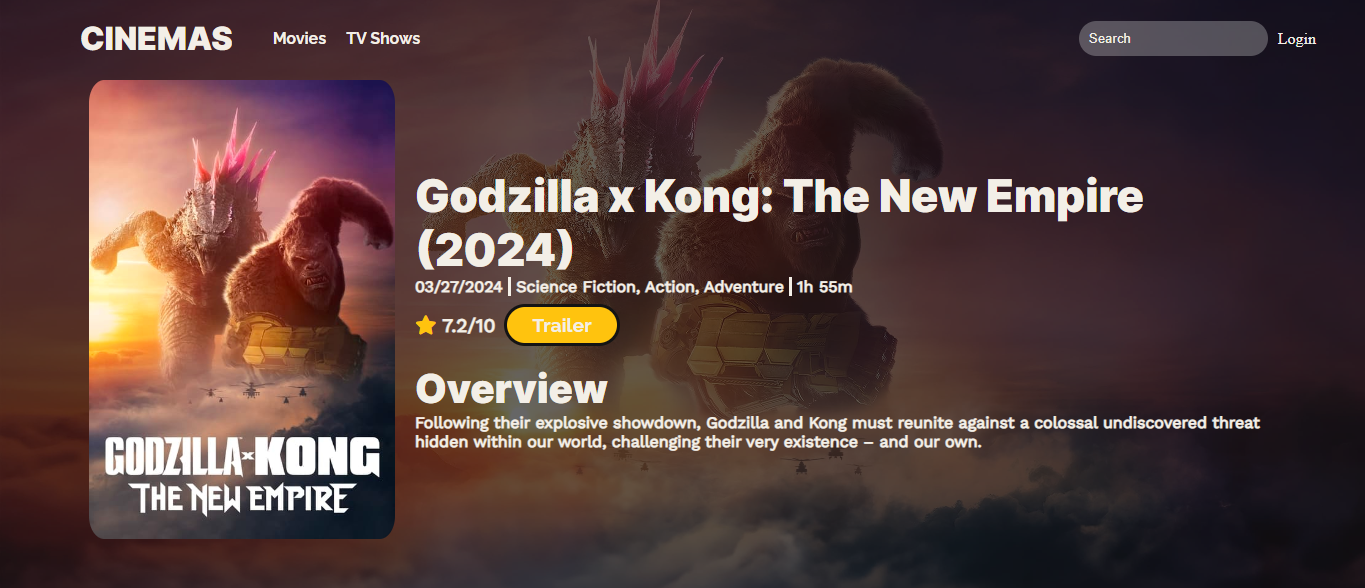 CINEMAS
Movies
TV Shows
Search
Login
Godzilla x Kong: The New Empire
(2024)
03/27/2024 | Science Fiction, Action, Adventure | 1h 55m
7.2/10
Trailer
Overview
Following their explosive showdown, Godzilla and Kong must reunite against a colossal undiscovered threat
hidden within our world, challenging their very existence – and our own.
GODZILLA x KONG
THE NEW EMPIRE